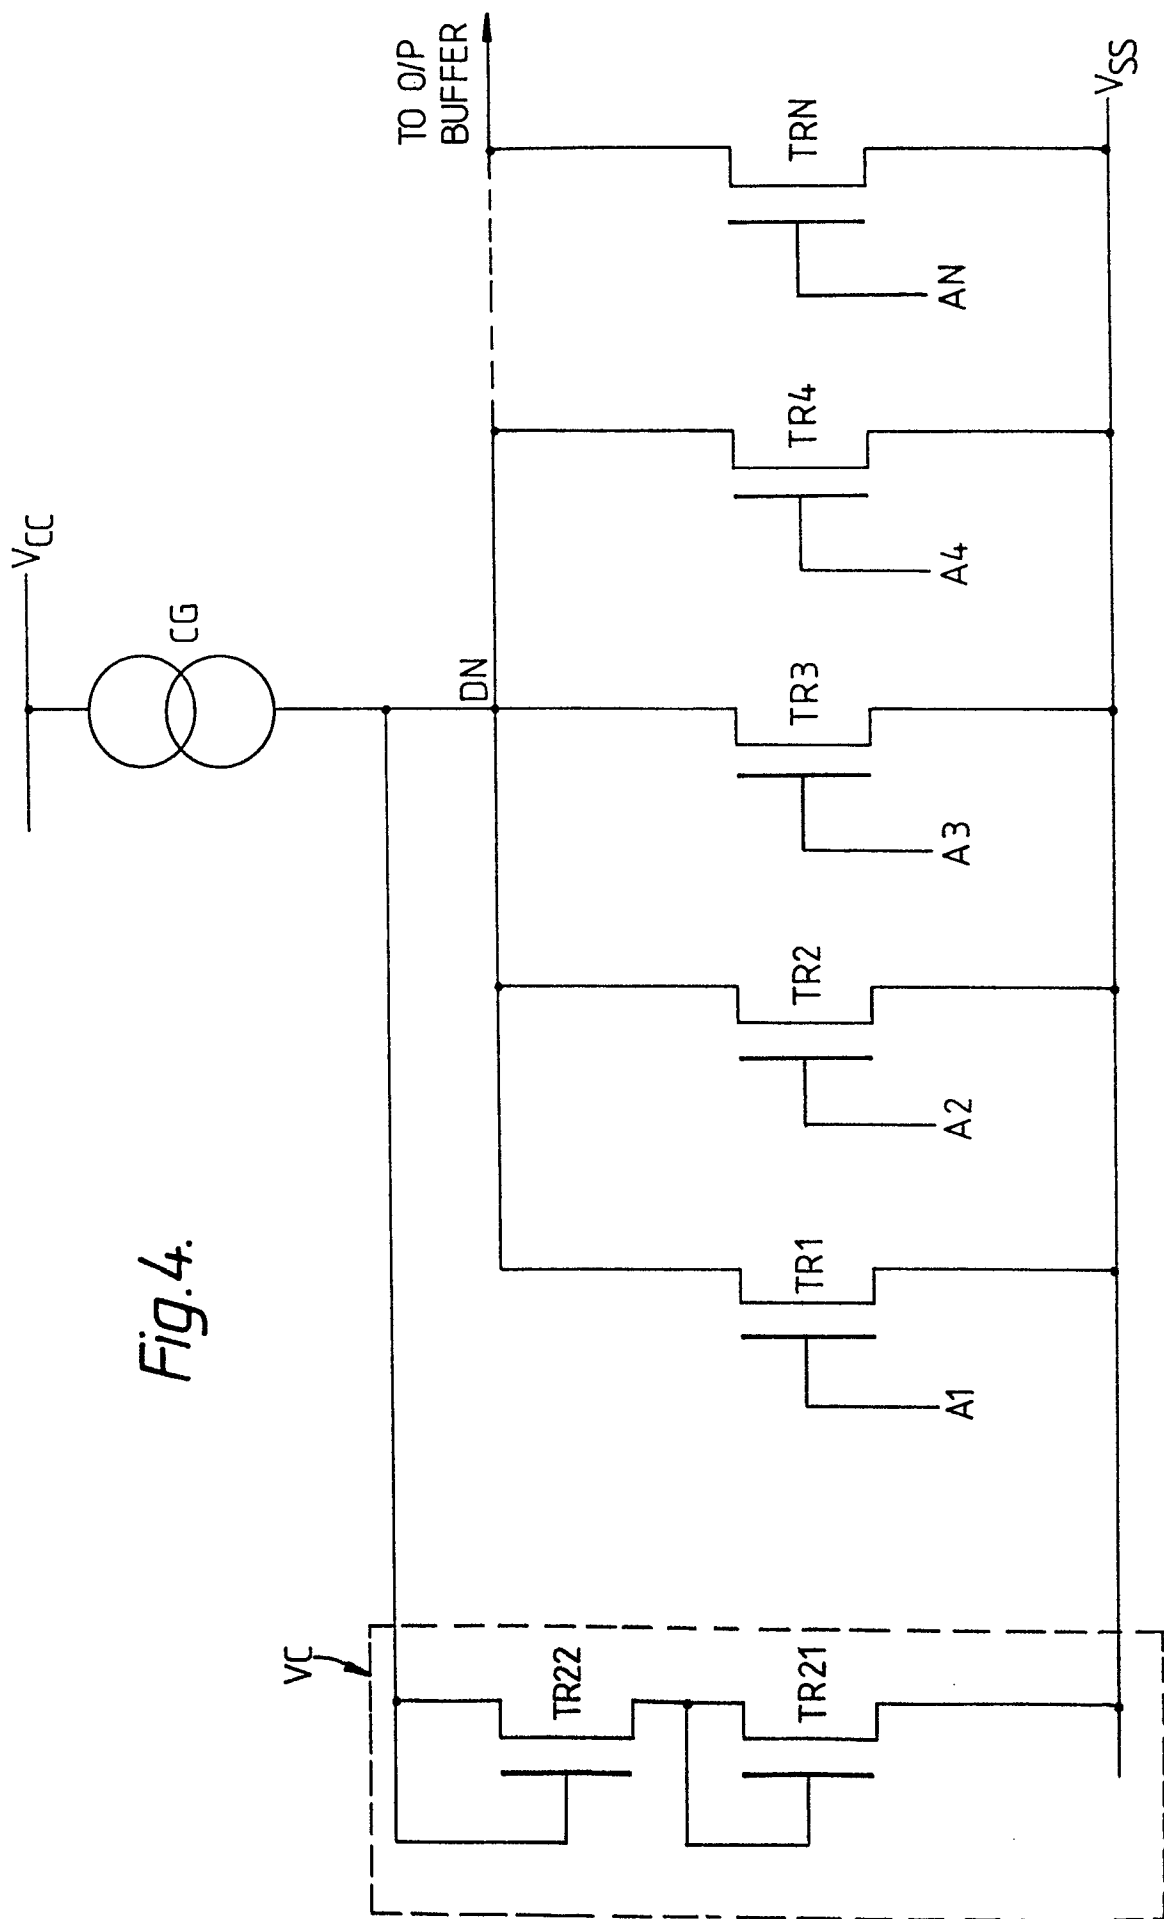 Fig. 4.
VCC
CG
TO O/P
BUFFER
DN
VC
TR22
TR21
TR1
TR2
TR3
TR4
TRN
A1
A2
A3
A4
AN
VSS